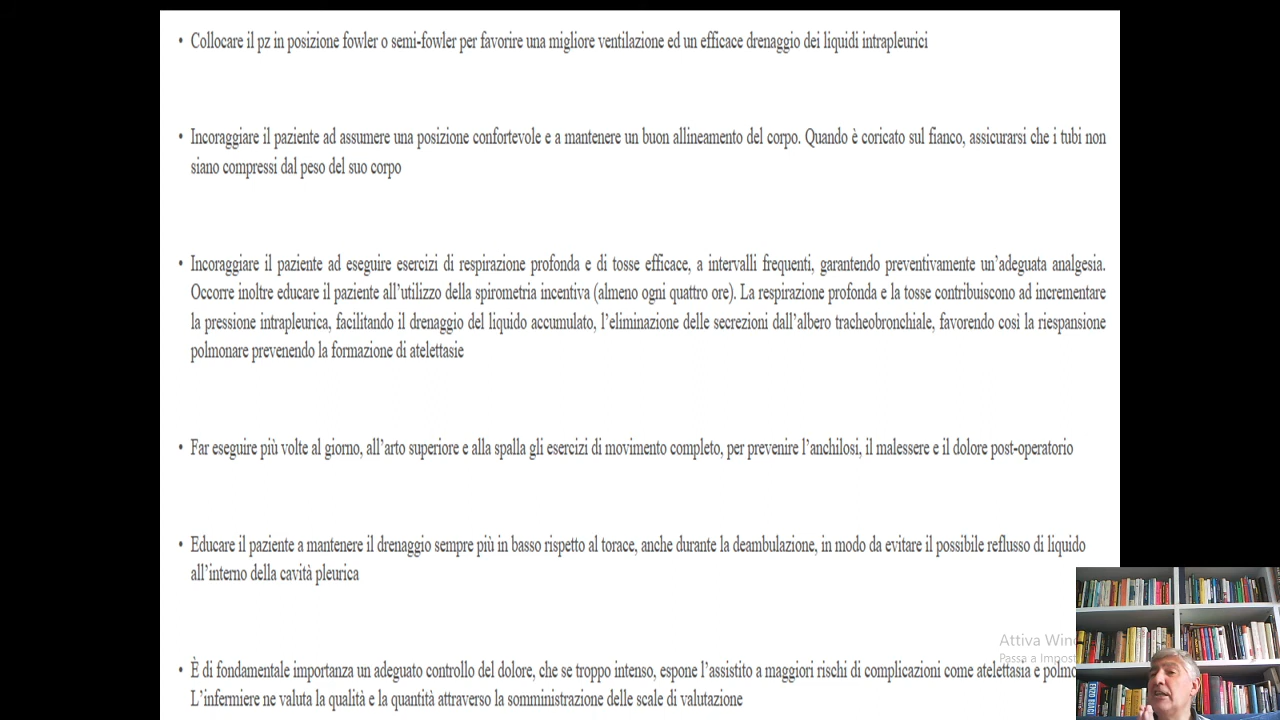 • Collocare il pz in posizione fowler o semi-fowler per favorire una migliore ventilazione ed un efficace drenaggio dei liquidi intrapleurici
• Incoraggiare il paziente ad assumere una posizione confortevole e a mantenere un buon allineamento del corpo. Quando è coricato sul fianco, assicurarsi che i tubi non
siano compressi dal peso del suo corpo
• Incoraggiare il paziente ad eseguire esercizi di respirazione profonda e di tosse efficace, a intervalli frequenti, garantendo preventivamente un’adeguata analgesia.
Occorre inoltre educare il paziente all’utilizzo della spirometria incentiva (almeno ogni quattro ore). La respirazione profonda e la tosse contribuiscono ad incrementare
la pressione intrapleurica, facilitando il drenaggio del liquido accumulato, l’eliminazione delle secrezioni dall’albero tracheobronchiale, favorendo così la riespansione
polmonare prevenendo la formazione di atelettasie
• Far eseguire più volte al giorno, all’arto superiore e alla spalla gli esercizi di movimento completo, per prevenire l’anchilosi, il malessere e il dolore post-operatorio
• Educare il paziente a mantenere il drenaggio sempre più in basso rispetto al torace, anche durante la deambulazione, in modo da evitare il possibile reflusso di liquido
all’interno della cavità pleurica
Attiva Win
Passa a Impost
• È di fondamentale importanza un adeguato controllo del dolore, che se troppo intenso, espone l’assistito a maggiori rischi di complicazioni come atelettasia e polmo
L’infermiere ne valuta la qualità e la quantità attraverso la somministrazione delle scale di valutazione